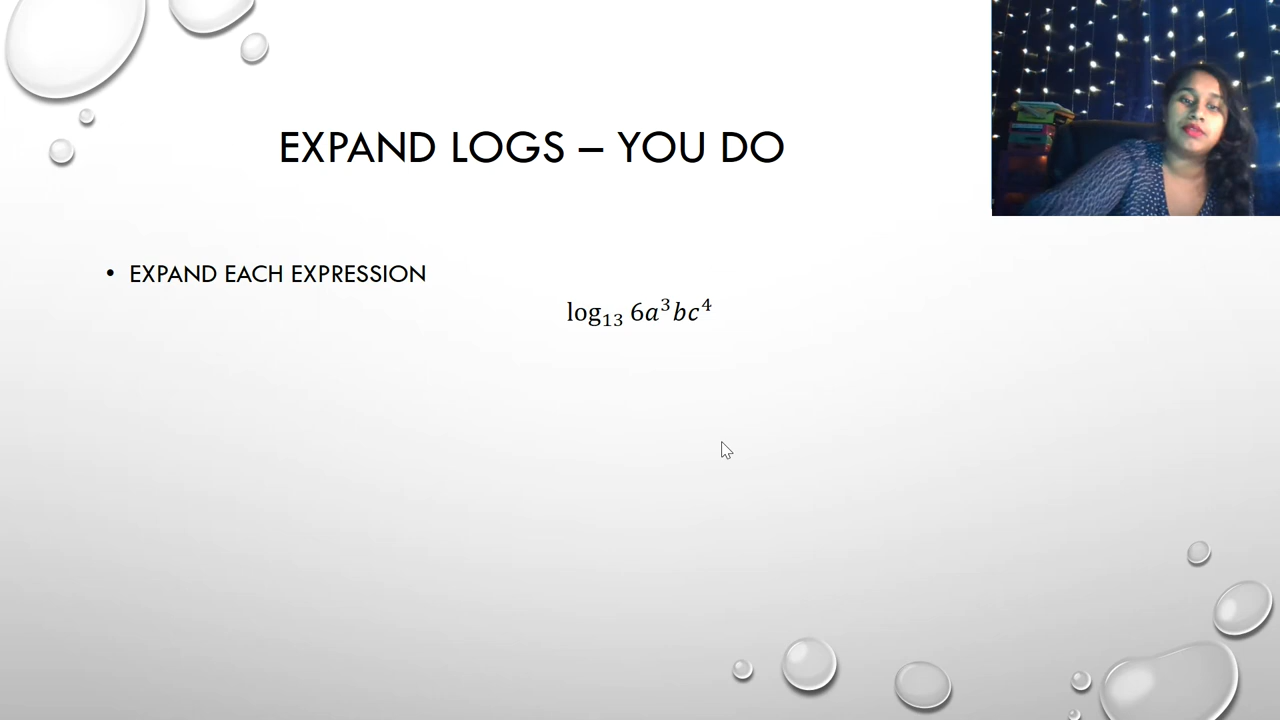 EXPAND LOGS – YOU DO
• EXPAND EACH EXPRESSION
log₁₃ 6a³bc⁴